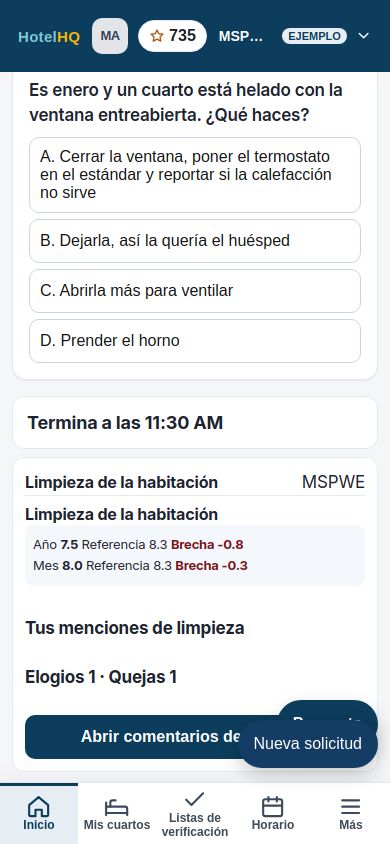 HotelHQ MA 735 MSP... EJEMPLO
Es enero y un cuarto está helado con la
ventana entreabierta. ¿Qué haces?
A. Cerrar la ventana, poner el termostato
en el estándar y reportar si la calefacción
no sirve
B. Dejarla, así la quería el huésped
C. Abrirla más para ventilar
D. Prender el horno
Termina a las 11:30 AM
Limpieza de la habitación MSPWE
Limpieza de la habitación
Año 7.5 Referencia 8.3 Brecha -0.8
Mes 8.0 Referencia 8.3 Brecha -0.3
Tus menciones de limpieza
Elogios 1 · Quejas 1
Abrir comentarios de
Nueva solicitud
Inicio
Mis cuartos
Listas de
verificación
Horario
Más